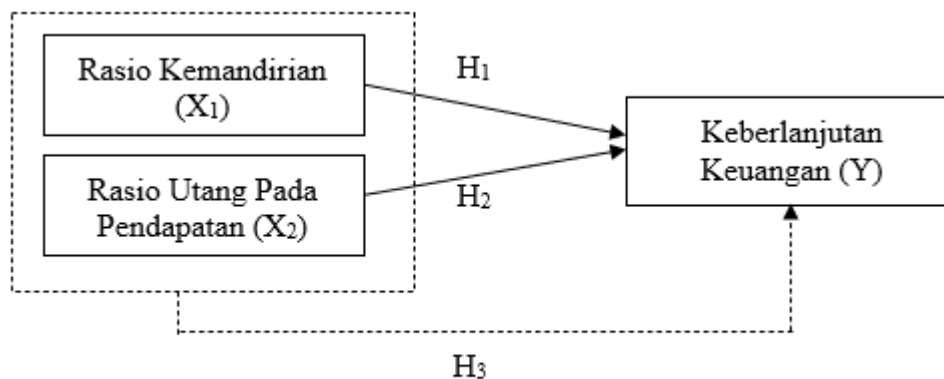 Rasio Kemandirian
(X₁)
H₁
Keberlanjutan
Keuangan (Y)
Rasio Utang Pada
Pendapatan (X₂)
H₂
H₃